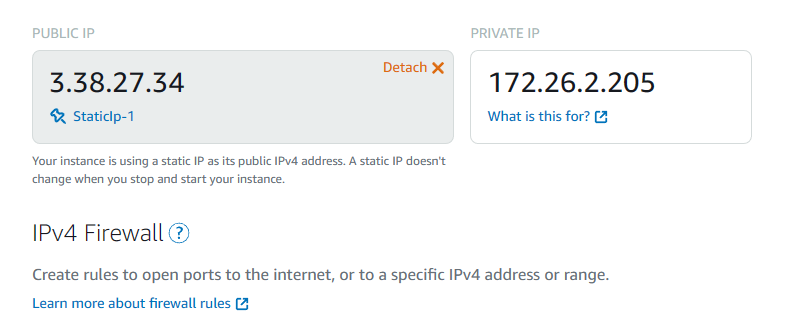 PUBLIC IP
PRIVATE IP
Detach
3.38.27.34
StaticIp-1
172.26.2.205
What is this for?
Your instance is using a static IP as its public IPv4 address. A static IP doesn't
change when you stop and start your instance.
IPv4 Firewall ?
Create rules to open ports to the internet, or to a specific IPv4 address or range.
Learn more about firewall rules